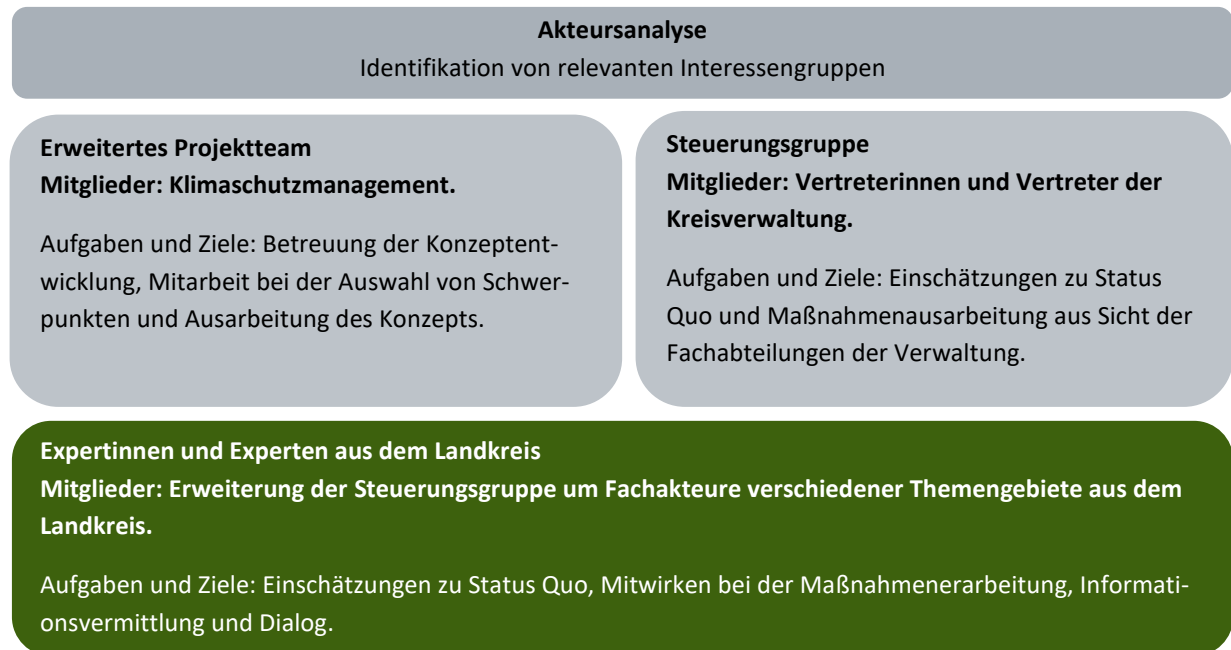 Akteursanalyse
Identifikation von relevanten Interessengruppen
Erweitertes Projektteam
Mitglieder: Klimaschutzmanagement.
Aufgaben und Ziele: Betreuung der Konzeptent-
wicklung, Mitarbeit bei der Auswahl von Schwer-
punkten und Ausarbeitung des Konzepts.
Steuerungsgruppe
Mitglieder: Vertreterinnen und Vertreter der
Kreisverwaltung.
Aufgaben und Ziele: Einschätzungen zu Status
Quo und Maßnahmenausarbeitung aus Sicht der
Fachabteilungen der Verwaltung.
Expertinnen und Experten aus dem Landkreis
Mitglieder: Erweiterung der Steuerungsgruppe um Fachakteure verschiedener Themengebiete aus dem
Landkreis.
Aufgaben und Ziele: Einschätzungen zu Status Quo, Mitwirken bei der Maßnahmenerarbeitung, Informati-
onsvermittlung und Dialog.